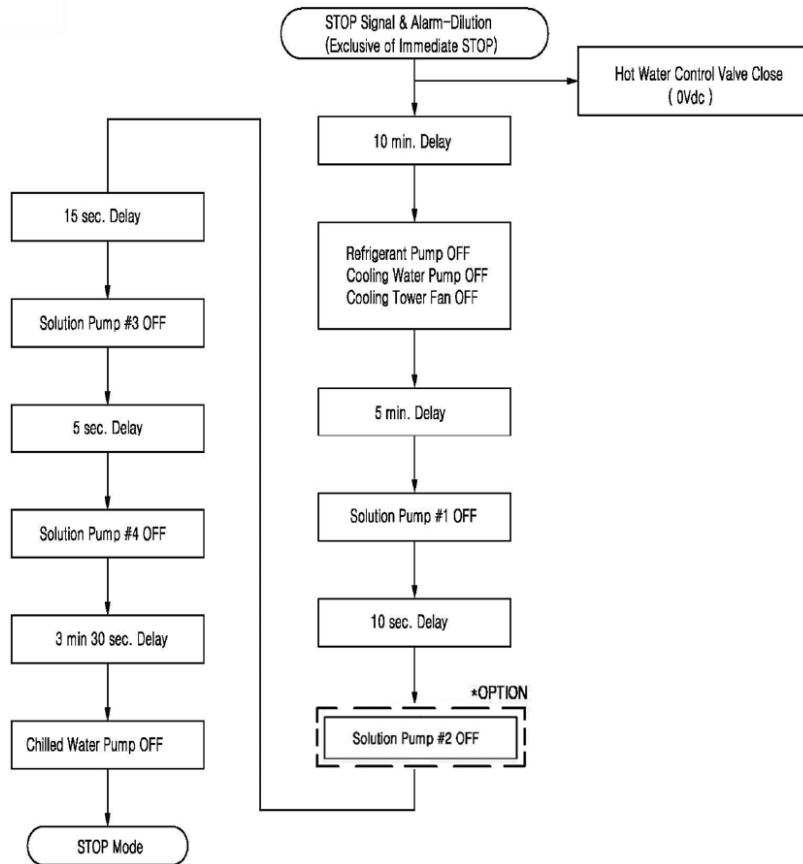 STOP Signal & Alarm-Dilution
(Exclusive of Immediate STOP)
Hot Water Control Valve Close
( 0Vdc )
10 min. Delay
Refrigerant Pump OFF
Cooling Water Pump OFF
Cooling Tower Fan OFF
5 min. Delay
Solution Pump #1 OFF
10 sec. Delay
*OPTION
Solution Pump #2 OFF
15 sec. Delay
Solution Pump #3 OFF
5 sec. Delay
Solution Pump #4 OFF
3 min 30 sec. Delay
Chilled Water Pump OFF
STOP Mode